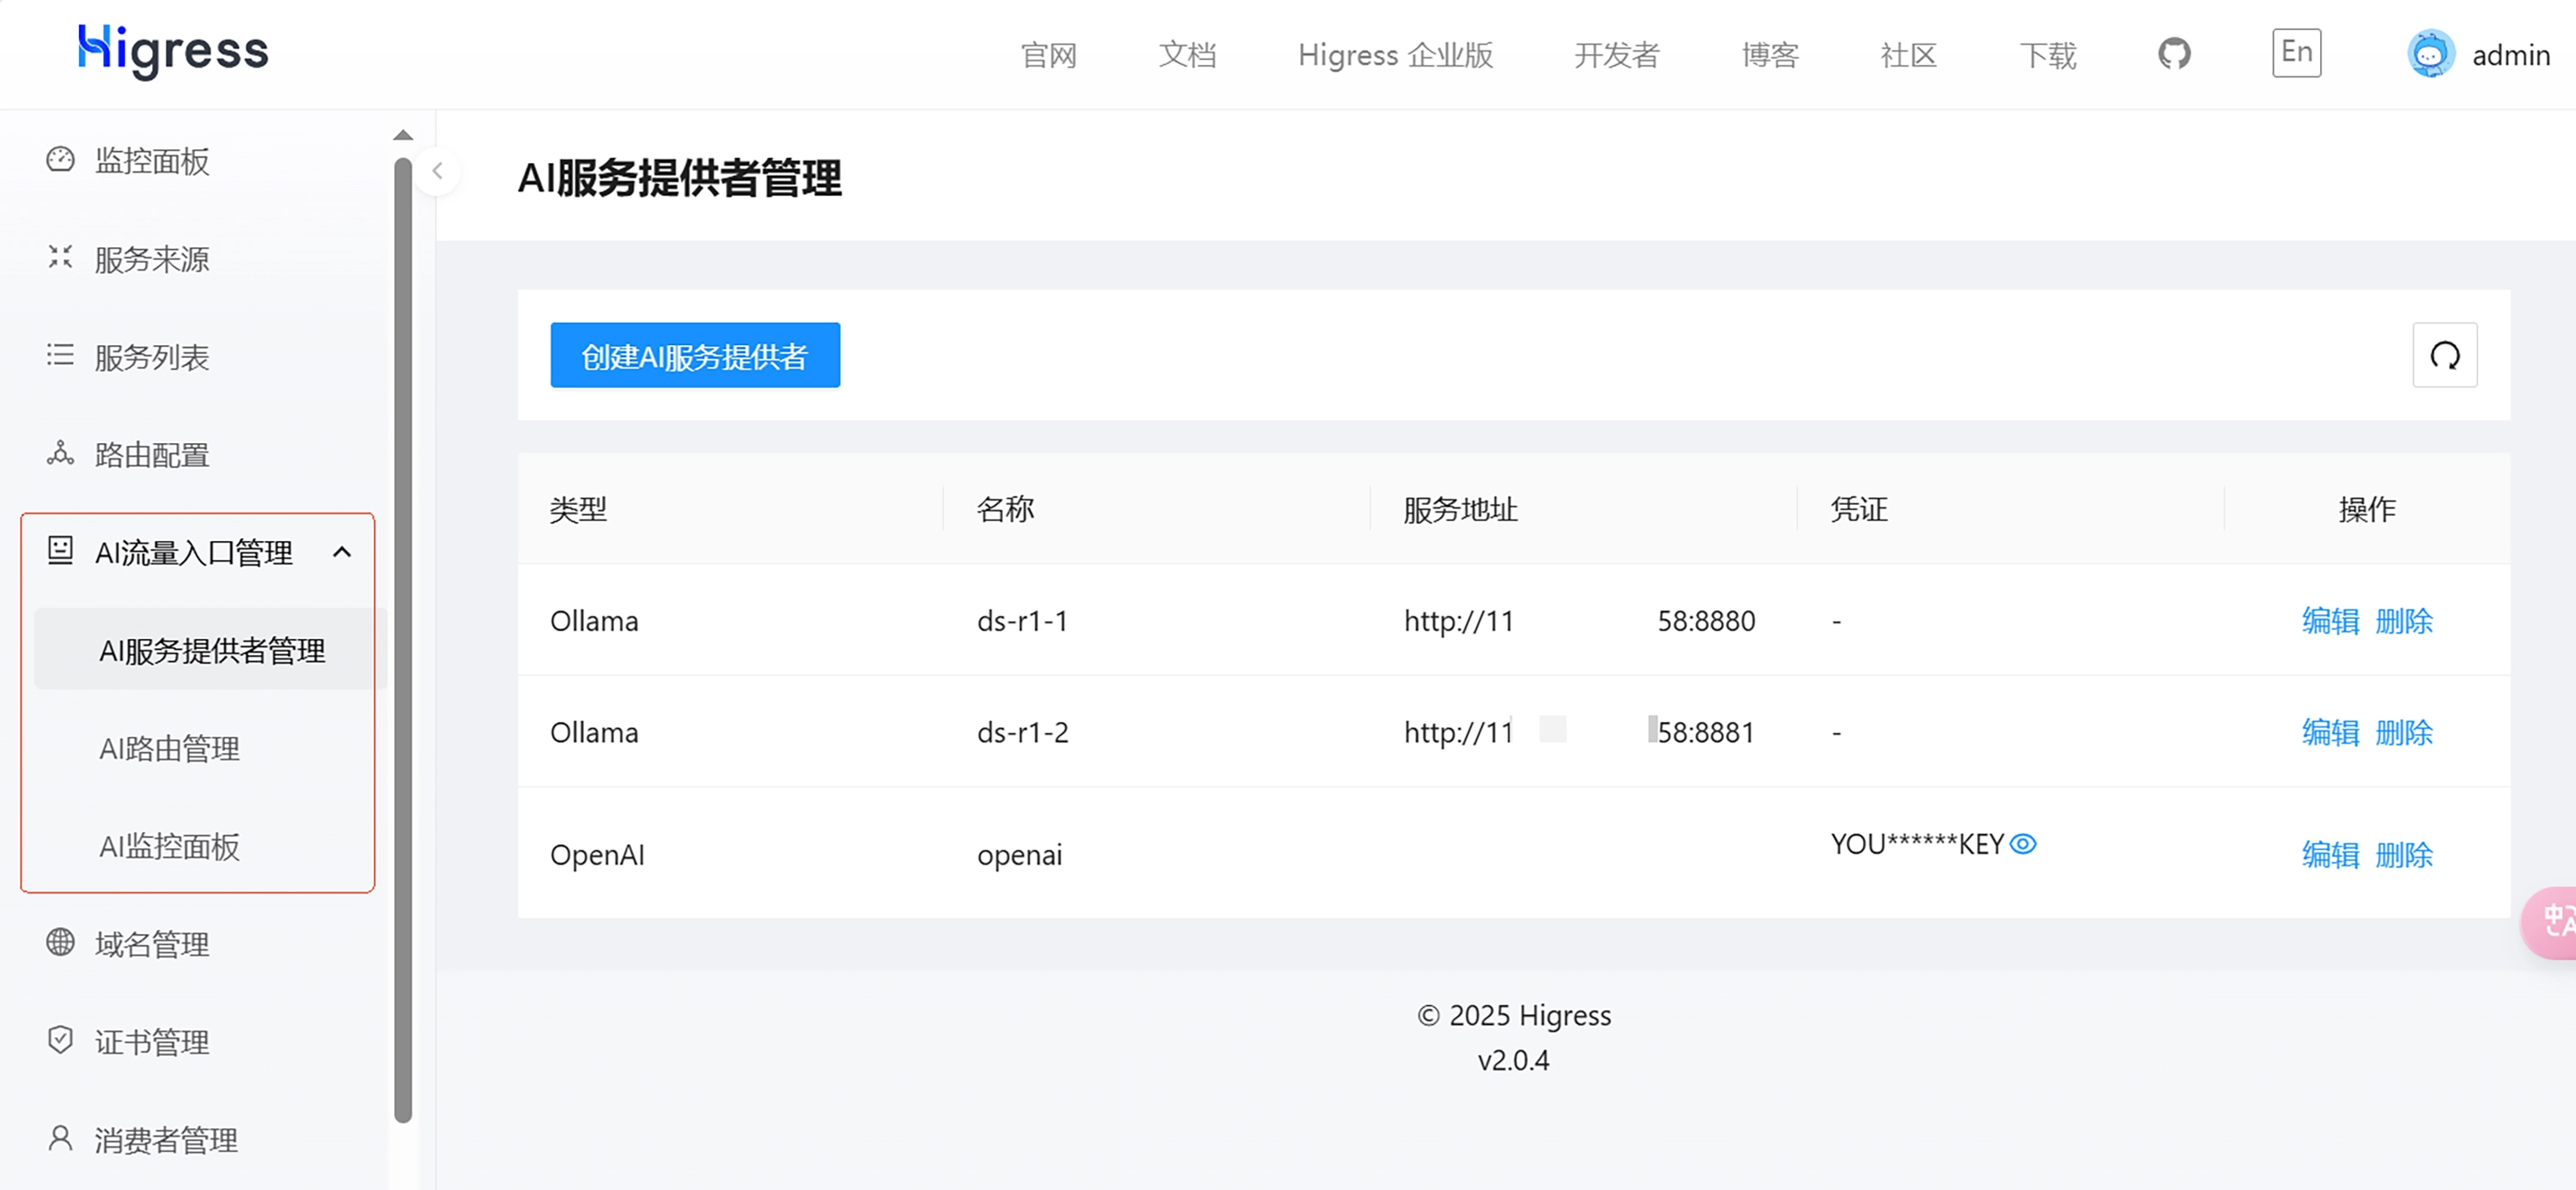 Higress
官网 文档 Higress 企业版 开发者 博客 社区 下载 En admin
监控面板
服务来源
服务列表
路由配置
AI流量入口管理
AI服务提供者管理
AI路由管理
AI监控面板
域名管理
证书管理
消费者管理
AI服务提供者管理
创建AI服务提供者
类型 名称 服务地址 凭证 操作
Ollama ds-r1-1 http://11 58:8880 - 编辑 删除
Ollama ds-r1-2 http://11 58:8881 - 编辑 删除
OpenAI openai YOU******KEY 编辑 删除
中
© 2025 Higress
v2.0.4